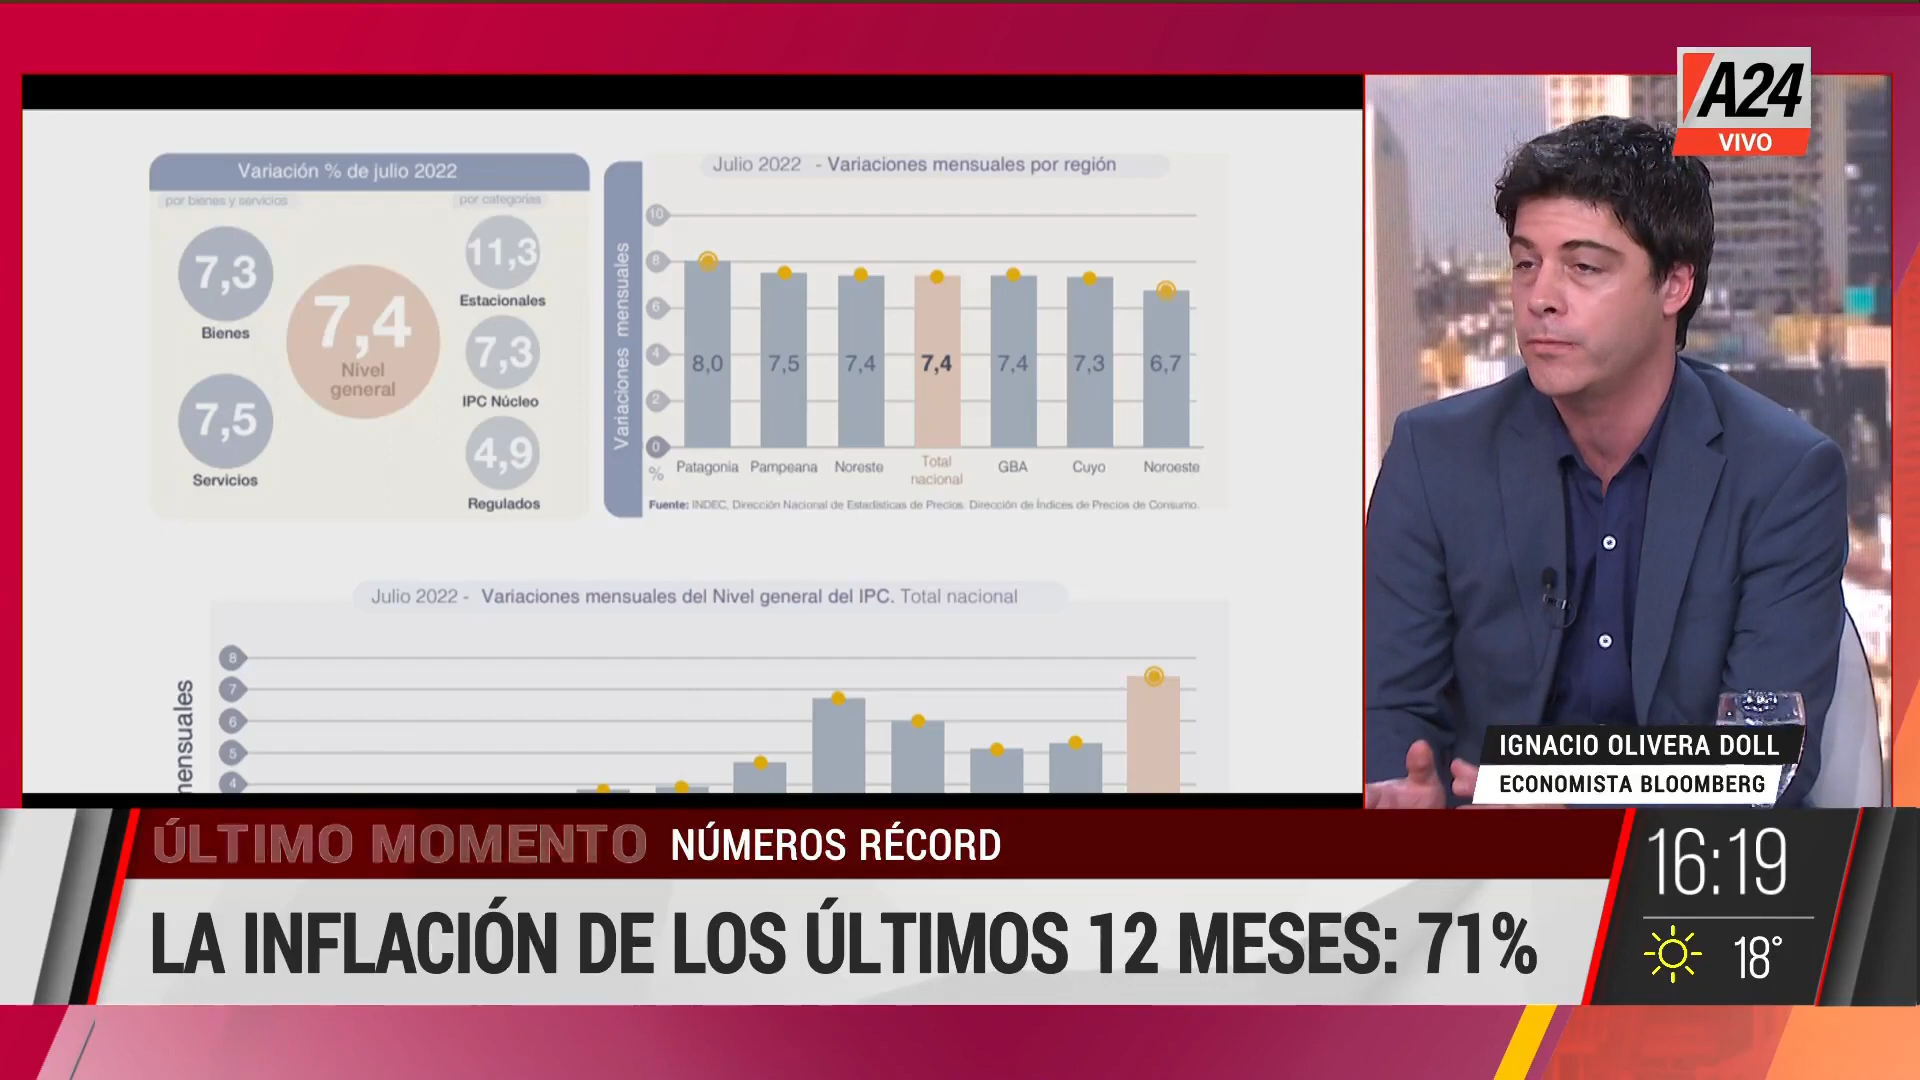 A24
VIVO
Variación % de julio 2022
por bienes y servicios
por categorías
7,3
Bienes
7,5
Servicios
7,4
Nivel
general
11,3
Estacionales
7,3
IPC Núcleo
4,9
Regulados
Julio 2022 - Variaciones mensuales por región
Variaciones mensuales
10
8
6
4
2
0
%
8,0
7,5
7,4
7,4
7,4
7,3
6,7
Patagonia
Pampeana
Noreste
Total
nacional
GBA
Cuyo
Noroeste
Fuente: INDEC, Dirección Nacional de Estadísticas de Precios. Dirección de Índices de Precios de Consumo.
Julio 2022 - Variaciones mensuales del Nivel general del IPC. Total nacional
mensuales
8
7
6
5
4
IGNACIO OLIVERA DOLL
ECONOMISTA BLOOMBERG
ÚLTIMO MOMENTO NÚMEROS RÉCORD
LA INFLACIÓN DE LOS ÚLTIMOS 12 MESES: 71%
16:19
18°